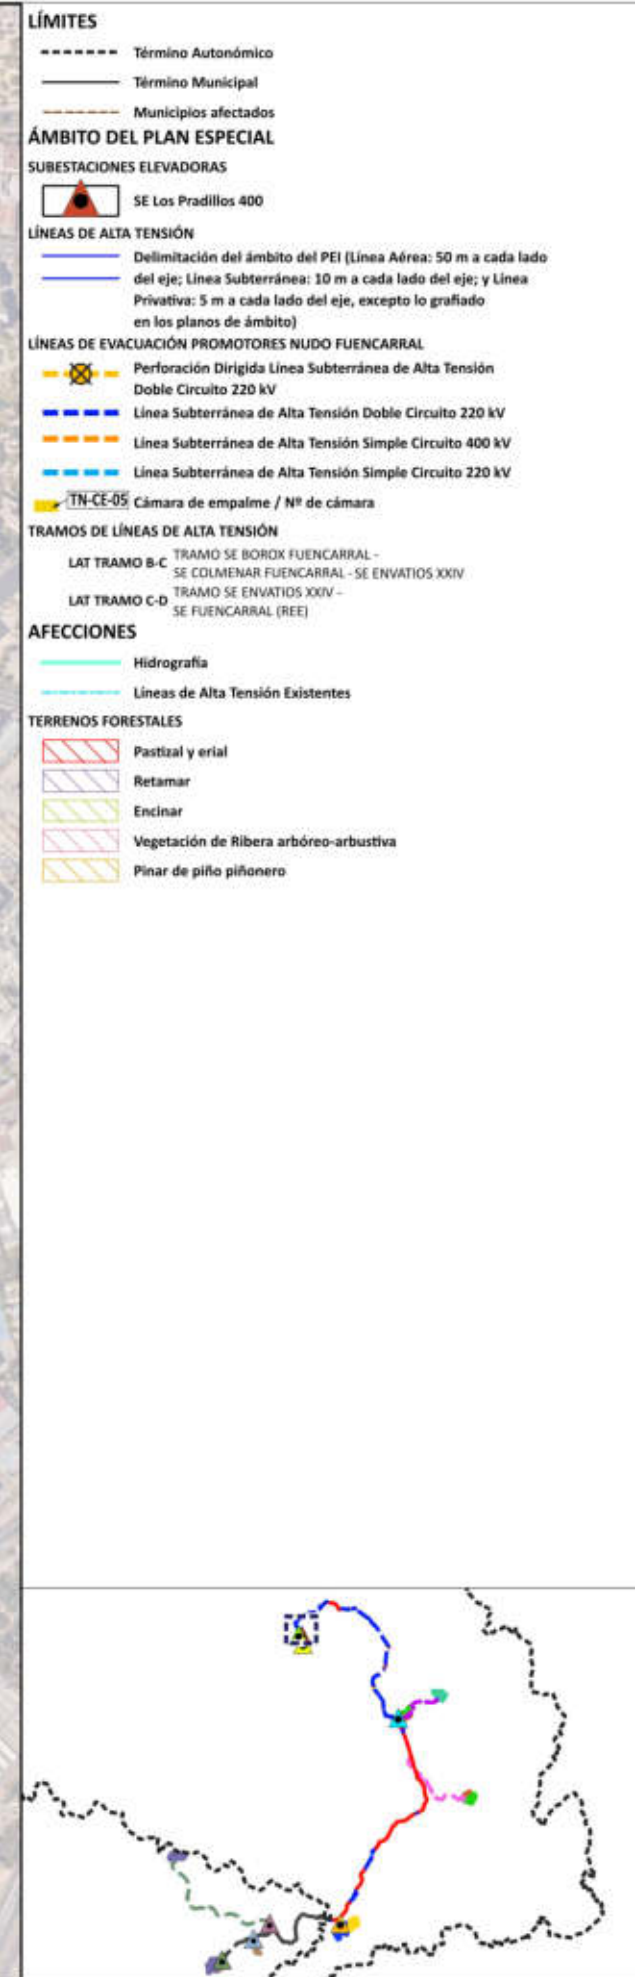 LÍMITES
Término Autonómico
Término Municipal
Municipios afectados
ÁMBITO DEL PLAN ESPECIAL
SUBESTACIONES ELEVADORAS
SE Los Pradillos 400
LÍNEAS DE ALTA TENSIÓN
Delimitación del ámbito del PEI (Línea Aérea: 50 m a cada lado
del eje; Línea Subterránea: 10 m a cada lado del eje; y Línea
Privativa: 5 m a cada lado del eje, excepto lo grafiado
en los planos de ámbito)
LÍNEAS DE EVACUACIÓN PROMOTORES NUDO FUENCARRAL
Perforación Dirigida Línea Subterránea de Alta Tensión
Doble Circuito 220 kV
Línea Subterránea de Alta Tensión Doble Circuito 220 kV
Línea Subterránea de Alta Tensión Simple Circuito 400 kV
Línea Subterránea de Alta Tensión Simple Circuito 220 kV
TN-CE-05 Cámara de empalme / Nº de cámara
TRAMOS DE LÍNEAS DE ALTA TENSIÓN
LAT TRAMO B-C TRAMO SE BOROX FUENCARRAL -
SE COLMENAR FUENCARRAL - SE ENVATIOS XXIV
LAT TRAMO C-D TRAMO SE ENVATIOS XXIV -
SE FUENCARRAL (REE)
AFECCIONES
Hidrografía
Líneas de Alta Tensión Existentes
TERRENOS FORESTALES
Pastizal y erial
Retamar
Encinar
Vegetación de Ribera arbóreo-arbustiva
Pinar de piño piñonero